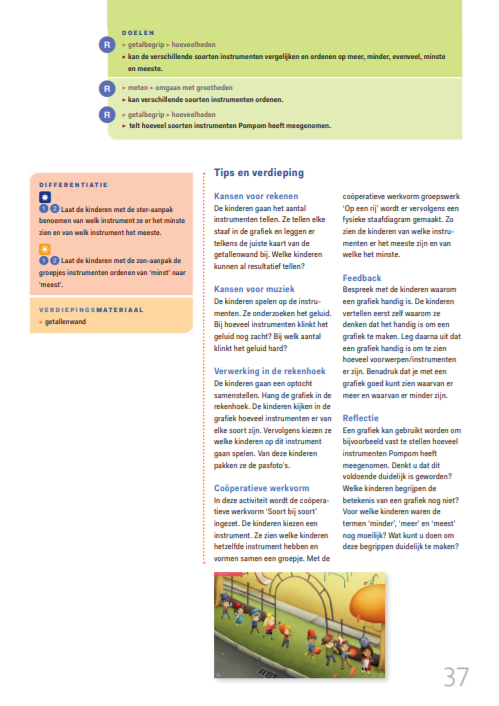 DOELEN
R
▸ getalbegrip ▸ hoeveelheden
▸ kan de verschillende soorten instrumenten vergelijken en ordenen op meer, minder, evenveel, minste
en meeste.
R
▸ meten ▸ omgaan met grootheden
▸ kan verschillende soorten instrumenten ordenen.
R
▸ getalbegrip ▸ hoeveelheden
▸ telt hoeveel soorten instrumenten Pompom heeft meegenomen.
DIFFERENTIATIE
1 2 Laat de kinderen met de ster-aanpak
benoemen van welk instrument ze er het minste
zien en van welk instrument het meeste.
1 2 Laat de kinderen met de zon-aanpak de
groepjes instrumenten ordenen van ‘minst’ naar
‘meest’.
VERDIEPINGSMATERIAAL
• getallenwand
Tips en verdieping
Kansen voor rekenen
De kinderen gaan het aantal
instrumenten tellen. Ze tellen elke
staaf in de grafiek en leggen er
telkens de juiste kaart van de
getallenwand bij. Welke kinderen
kunnen al resultatief tellen?
Kansen voor muziek
De kinderen spelen op de instru-
menten. Ze onderzoeken het geluid.
Bij hoeveel instrumenten klinkt het
geluid nog zacht? Bij welk aantal
klinkt het geluid hard?
Verwerking in de rekenhoek
De kinderen gaan een optocht
samenstellen. Hang de grafiek in de
rekenhoek. De kinderen kijken in de
grafiek hoeveel instrumenten er van
elke soort zijn. Vervolgens kiezen ze
welke kinderen op dit instrument
gaan spelen. Van deze kinderen
pakken ze de pasfoto’s.
Coöperatieve werkvorm
In deze activiteit wordt de coöpera-
tieve werkvorm ‘Soort bij soort’
ingezet. De kinderen kiezen een
instrument. Ze zien welke kinderen
hetzelfde instrument hebben en
vormen samen een groepje. Met de
coöperatieve werkvorm groepswerk
‘Op een rij’ wordt er vervolgens een
fysieke staafdiagram gemaakt. Zo
zien de kinderen van welke instru-
menten er het meeste zijn en van
welke het minste.
Feedback
Bespreek met de kinderen waarom
een grafiek handig is. De kinderen
vertellen eerst zelf waarom ze
denken dat het handig is om een
grafiek te maken. Leg daarna uit dat
een grafiek handig is om te zien
hoeveel voorwerpen/instrumenten
er zijn. Benadruk dat je met een
grafiek goed kunt zien waarvan er
meer en waarvan er minder zijn.
Reflectie
Een grafiek kan gebruikt worden om
bijvoorbeeld vast te stellen hoeveel
instrumenten Pompom heeft
meegenomen. Denkt u dat dit
voldoende duidelijk is geworden?
Welke kinderen begrijpen de
betekenis van een grafiek nog niet?
Voor welke kinderen waren de
termen ‘minder’, ‘meer’ en ‘meest’
nog moeilijk? Wat kunt u doen om
deze begrippen duidelijk te maken?
37